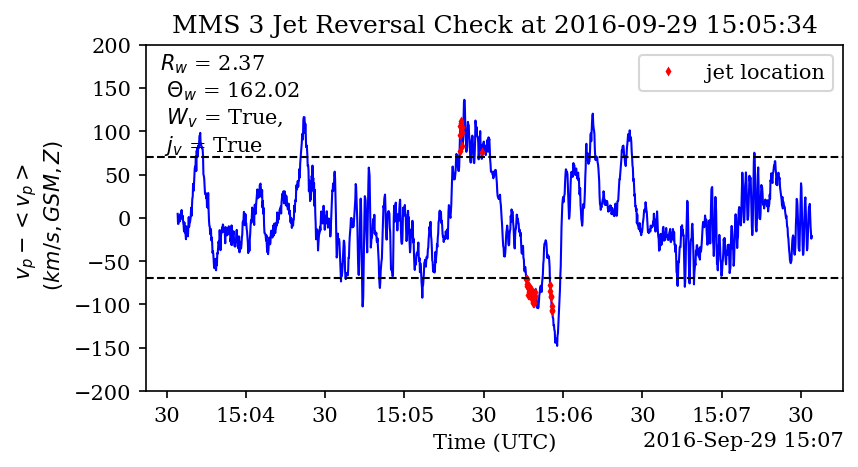 MMS 3 Jet Reversal Check at 2016-09-29 15:05:34
R_w = 2.37
Θ_w = 162.02
W_v = True,
j_v = True
jet location
v_p − < v_p >
(km/s, GSM, Z)
200
150
100
50
0
−50
−100
−150
−200
30 15:04 30 15:05 30 15:06 30 15:07 30
Time (UTC)
2016-Sep-29 15:07